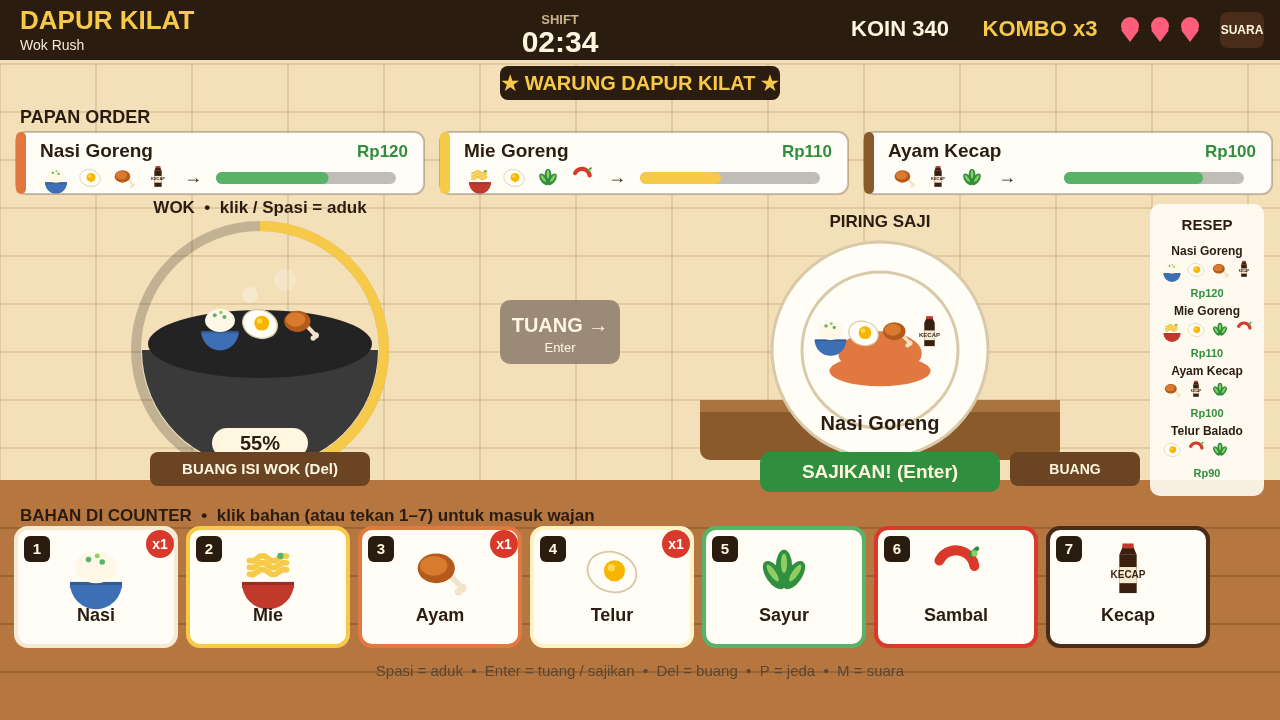 DAPUR KILAT
Wok Rush
SHIFT
02:34
KOIN 340
KOMBO x3
SUARA
★ WARUNG DAPUR KILAT ★
PAPAN ORDER
Nasi Goreng
Rp120
KECAP
→
Mie Goreng
Rp110
→
Ayam Kecap
Rp100
KECAP
→
WOK • klik / Spasi = aduk
55%
BUANG ISI WOK (Del)
TUANG →
Enter
PIRING SAJI
KECAP
Nasi Goreng
SAJIKAN! (Enter)
BUANG
RESEP
Nasi Goreng
KECAP
Rp120
Mie Goreng
Rp110
Ayam Kecap
KECAP
Rp100
Telur Balado
Rp90
BAHAN DI COUNTER • klik bahan (atau tekan 1–7) untuk masuk wajan
1
x1
Nasi
2
Mie
3
x1
Ayam
4
x1
Telur
5
Sayur
6
Sambal
7
KECAP
Kecap
Spasi = aduk • Enter = tuang / sajikan • Del = buang • P = jeda • M = suara